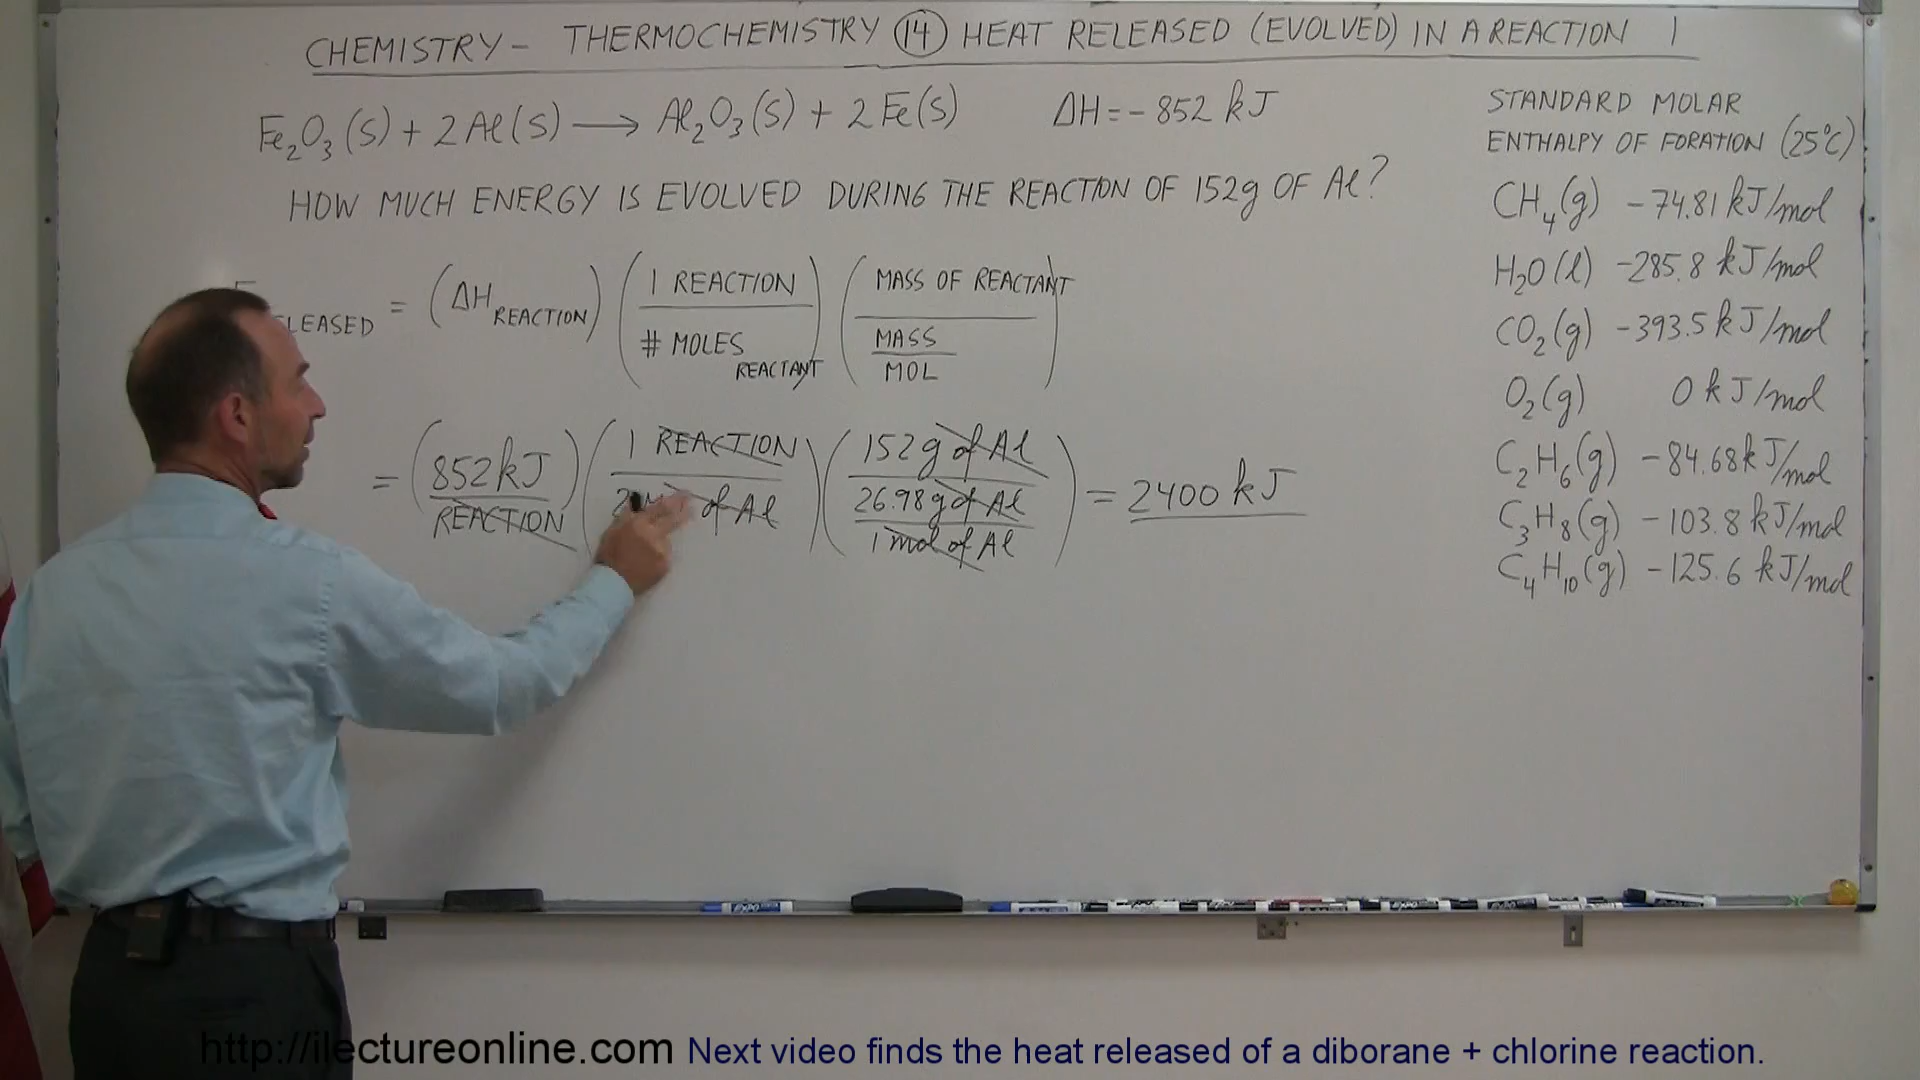 CHEMISTRY – THERMOCHEMISTRY 14 HEAT RELEASED (EVOLVED) IN A REACTION 1
Fe₂O₃(s) + 2Al(s) → Al₂O₃(s) + 2Fe(s) ΔH = -852 kJ
HOW MUCH ENERGY IS EVOLVED DURING THE REACTION OF 152g OF Al?
LEASED = (ΔH REACTION) (1 REACTION / # MOLES REACTANT) (MASS OF REACTANT / MASS / MOL)
= (852 kJ / REACTION) (1 REACTION / 2 of Al) (152g of Al / 26.98g of Al / 1 mol of Al) = 2400 kJ
STANDARD MOLAR
ENTHALPY OF FORATION (25°C)
CH₄(g) -74.81 kJ/mol
H₂O(l) -285.8 kJ/mol
CO₂(g) -393.5 kJ/mol
O₂(g) 0 kJ/mol
C₂H₆(g) -84.68 kJ/mol
C₃H₈(g) -103.8 kJ/mol
C₄H₁₀(g) -125.6 kJ/mol
EXPO
http://ilectureonline.com Next video finds the heat released of a diborane + chlorine reaction.